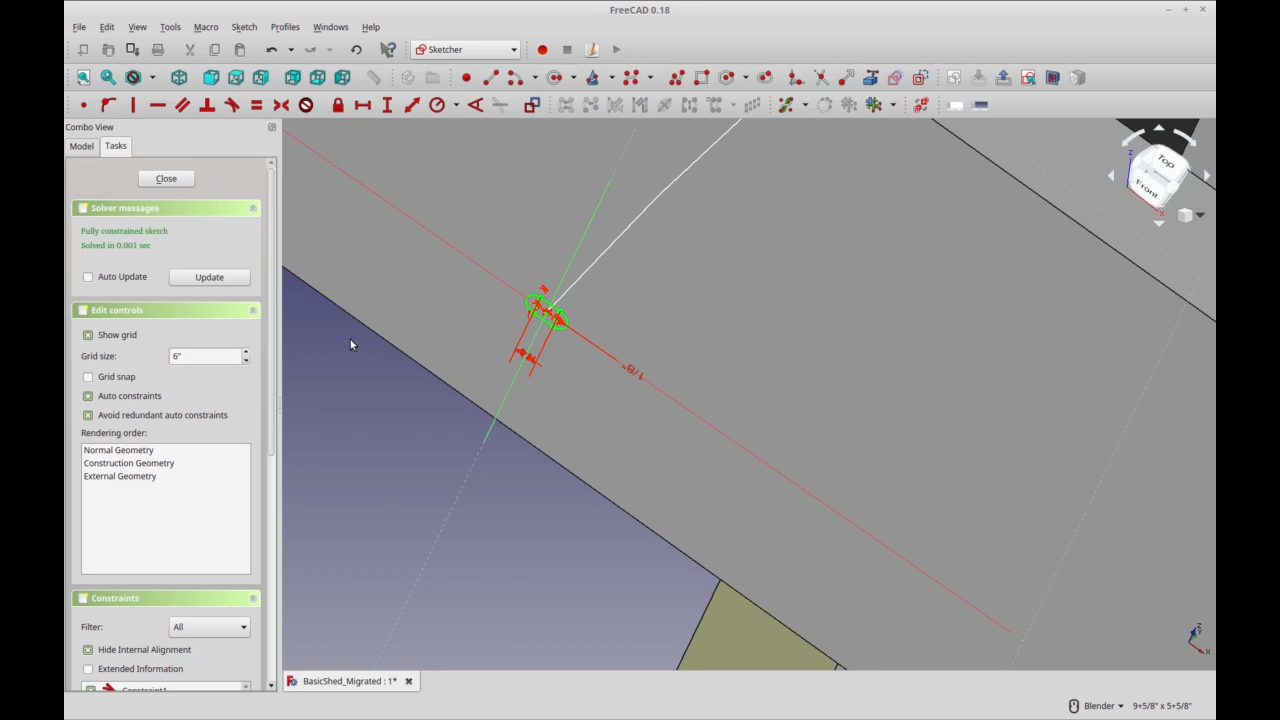 FreeCAD 0.18
File Edit View Tools Macro Sketch Profiles Windows Help
Sketcher
Combo View
Model Tasks
Close
Solver messages
Fully constrained sketch
Solved in 0.001 sec
Auto Update Update
Edit controls
Show grid
Grid size: 6"
Grid snap
Auto constraints
Avoid redundant auto constraints
Rendering order:
Normal Geometry
Construction Geometry
External Geometry
Constraints
Filter: All
Hide Internal Alignment
Extended Information
Constraint1
1/8"
Top
Front
Z
X
Z
Y
X
BasicShed_Migrated : 1*
Blender 9+5/8" x 5+5/8"